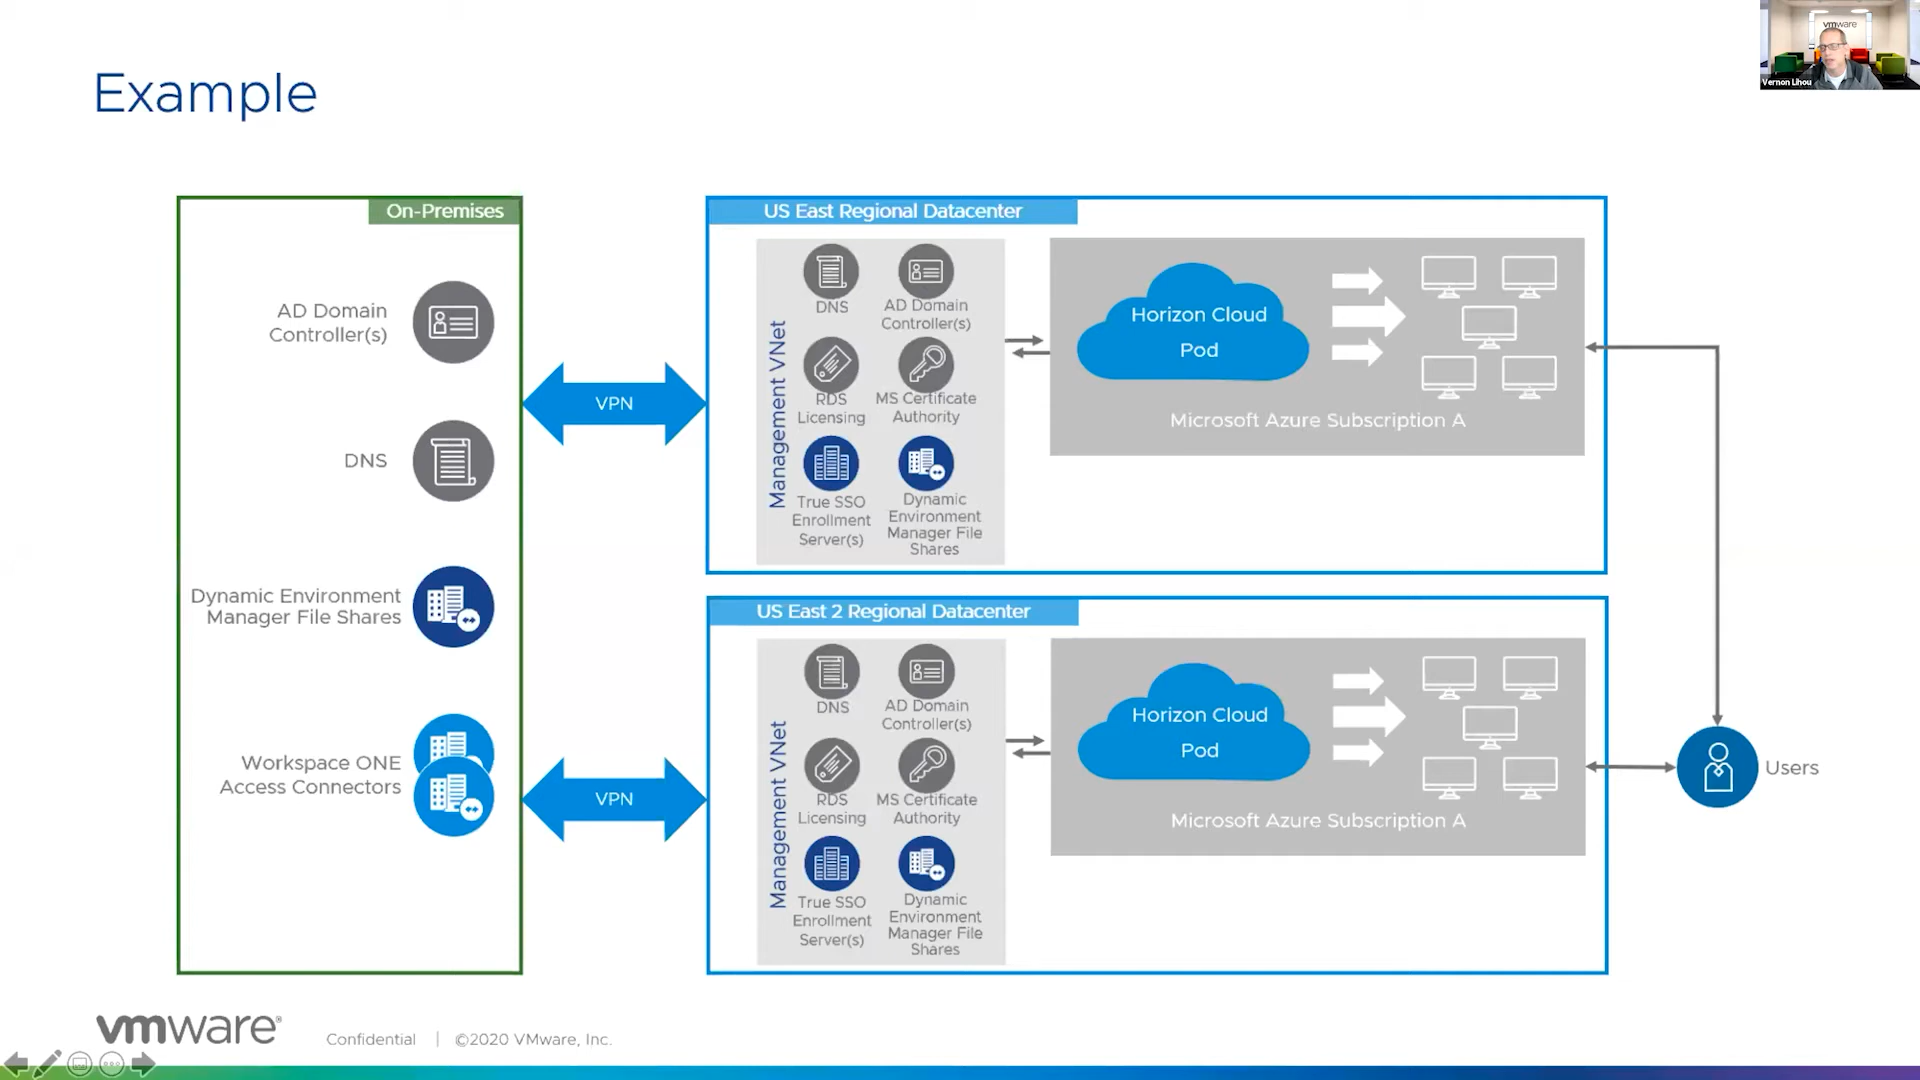 vmware
Vernon Lihou
Example
On-Premises
AD Domain
Controller(s)
DNS
Dynamic Environment
Manager File Shares
Workspace ONE
Access Connectors
VPN
VPN
US East Regional Datacenter
Management VNet
DNS
AD Domain
Controller(s)
RDS
Licensing
MS Certificate
Authority
True SSO
Enrollment
Server(s)
Dynamic
Environment
Manager File
Shares
Horizon Cloud
Pod
Microsoft Azure Subscription A
US East 2 Regional Datacenter
Management VNet
DNS
AD Domain
Controller(s)
RDS
Licensing
MS Certificate
Authority
True SSO
Enrollment
Server(s)
Dynamic
Environment
Manager File
Shares
Horizon Cloud
Pod
Microsoft Azure Subscription A
Users
vmware®
Confidential | ©2020 VMware, Inc.